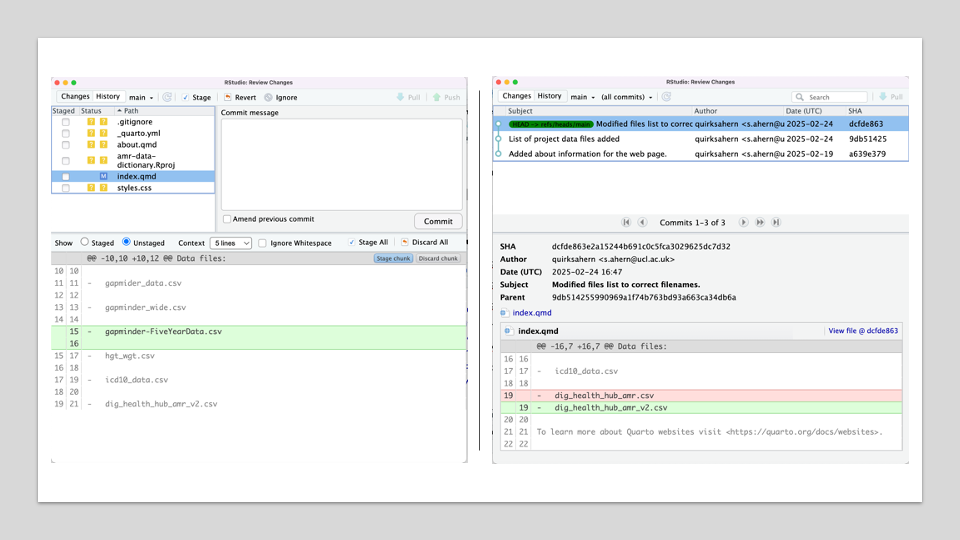 RStudio: Review Changes
Changes History main Stage Revert Ignore Pull Push
Staged Status Path
.gitignore
_quarto.yml
about.qmd
amr-data-
dictionary.Rproj
index.qmd
styles.css
Commit message
Amend previous commit Commit
Show Staged Unstaged Context 5 lines Ignore Whitespace Stage All Discard All
@@ -10,10 +10,12 @@ Data files: Stage chunk Discard chunk
10 10
11 11 - gapmider_data.csv
12 12
13 13 - gapminder_wide.csv
14 14
15 - gapminder-FiveYearData.csv
16
15 17 - hgt_wgt.csv
16 18
17 19 - icd10_data.csv
18 20
19 21 - dig_health_hub_amr_v2.csv
RStudio: Review Changes
Changes History main (all commits) Search Pull
Subject Author Date (UTC) SHA
HEAD -> refs/heads/main Modified files list to correc quirksahern <s.ahern@u 2025-02-24 dcfde863
List of project data files added quirksahern <s.ahern@u 2025-02-24 9db51425
Added about information for the web page. quirksahern <s.ahern@u 2025-02-19 a639e379
Commits 1-3 of 3
SHA dcfde863e2a15244b691c0c5fca3029625dc7d32
Author quirksahern <s.ahern@ucl.ac.uk>
Date (UTC) 2025-02-24 16:47
Subject Modified files list to correct filenames.
Parent 9db514255990969a1f74b763bd93a663ca34db6a
index.qmd
index.qmd View file @ dcfde863
@@ -16,7 +16,7 @@ Data files:
16 16
17 17 - icd10_data.csv
18 18
19 - dig_health_hub_amr.csv
19 - dig_health_hub_amr_v2.csv
20 20
21 21 To learn more about Quarto websites visit <https://quarto.org/docs/websites>.
22 22